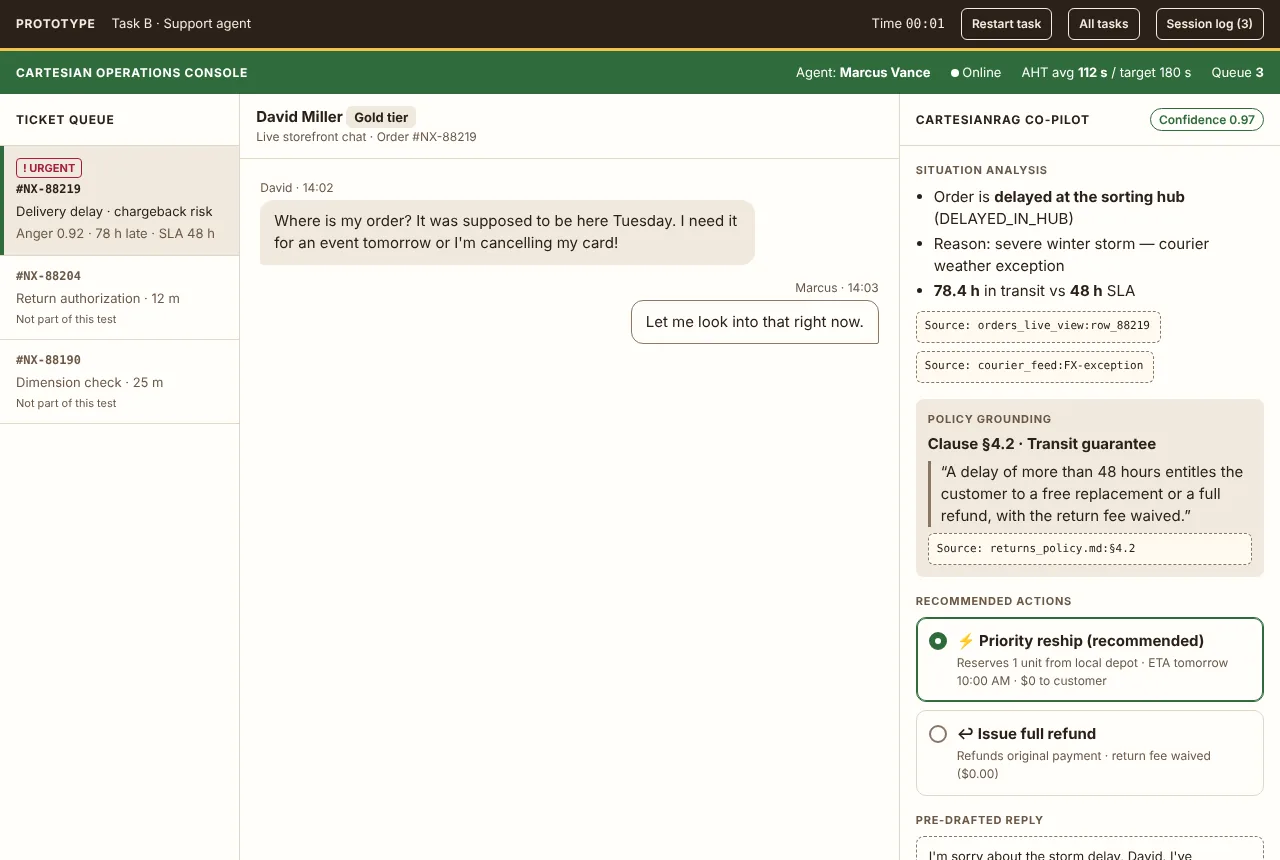 PROTOTYPE Task B · Support agent Time 00:01 Restart task All tasks Session log (3)
CARTESIAN OPERATIONS CONSOLE Agent: Marcus Vance Online AHT avg 112 s / target 180 s Queue 3
TICKET QUEUE
! URGENT
#NX-88219
Delivery delay · chargeback risk
Anger 0.92 · 78 h late · SLA 48 h
#NX-88204
Return authorization · 12 m
Not part of this test
#NX-88190
Dimension check · 25 m
Not part of this test
David Miller Gold tier
Live storefront chat · Order #NX-88219
David · 14:02
Where is my order? It was supposed to be here Tuesday. I need it
for an event tomorrow or I'm cancelling my card!
Marcus · 14:03
Let me look into that right now.
CARTESIANRAG CO-PILOT Confidence 0.97
SITUATION ANALYSIS
• Order is delayed at the sorting hub
(DELAYED_IN_HUB)
• Reason: severe winter storm — courier
weather exception
• 78.4 h in transit vs 48 h SLA
Source: orders_live_view:row_88219
Source: courier_feed:FX-exception
POLICY GROUNDING
Clause §4.2 · Transit guarantee
“A delay of more than 48 hours entitles the
customer to a free replacement or a full
refund, with the return fee waived.”
Source: returns_policy.md:§4.2
RECOMMENDED ACTIONS
⚡ Priority reship (recommended)
Reserves 1 unit from local depot · ETA tomorrow
10:00 AM · $0 to customer
↩ Issue full refund
Refunds original payment · return fee waived
($0.00)
PRE-DRAFTED REPLY
I'm sorry about the storm delay, David. I've